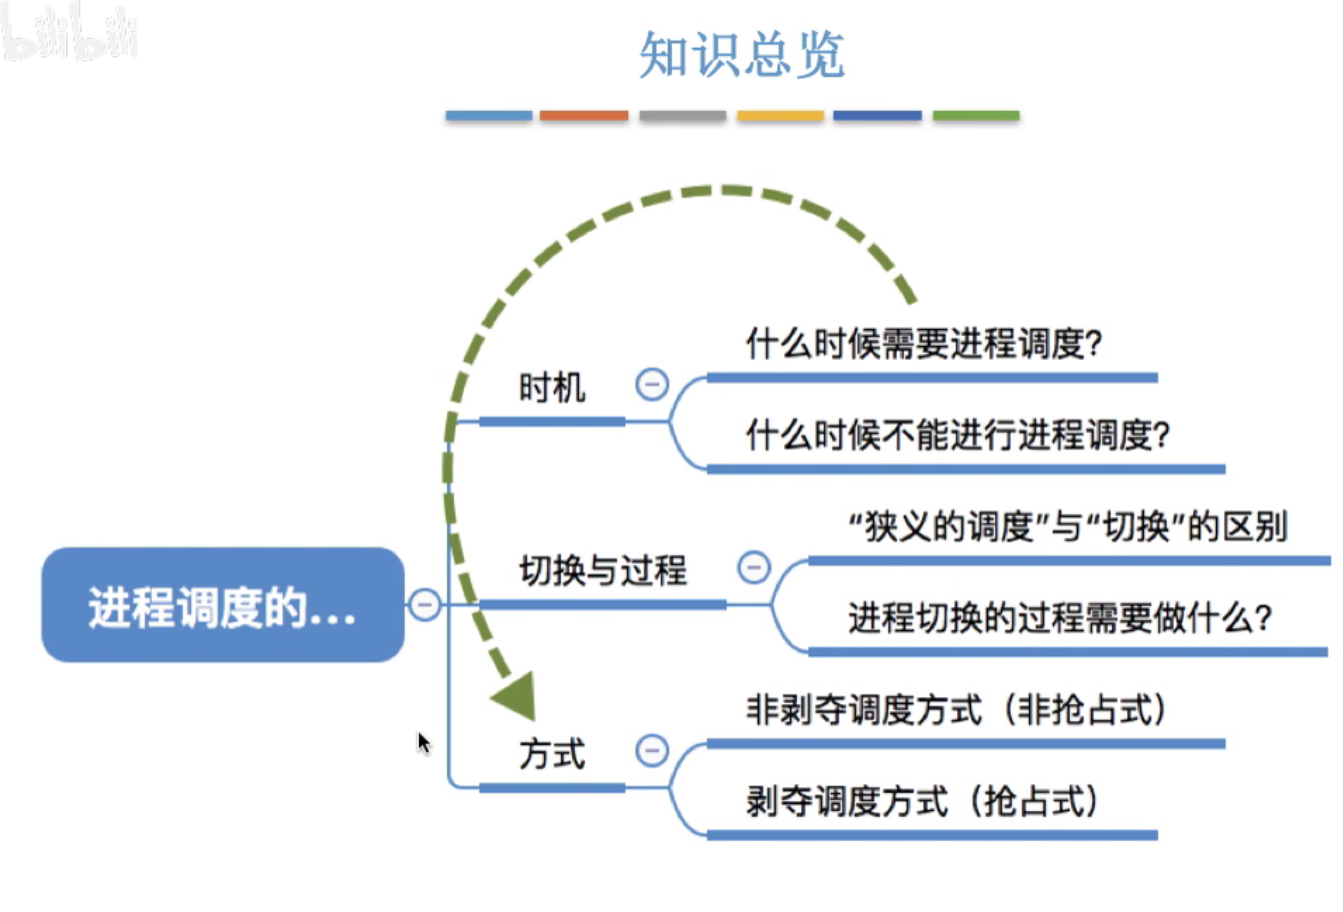 bilibili
知识总览
什么时候需要进程调度?
时机
什么时候不能进行进程调度?
“狭义的调度”与“切换”的区别
切换与过程
进程调度的...
进程切换的过程需要做什么?
非剥夺调度方式（非抢占式）
方式
剥夺调度方式（抢占式）